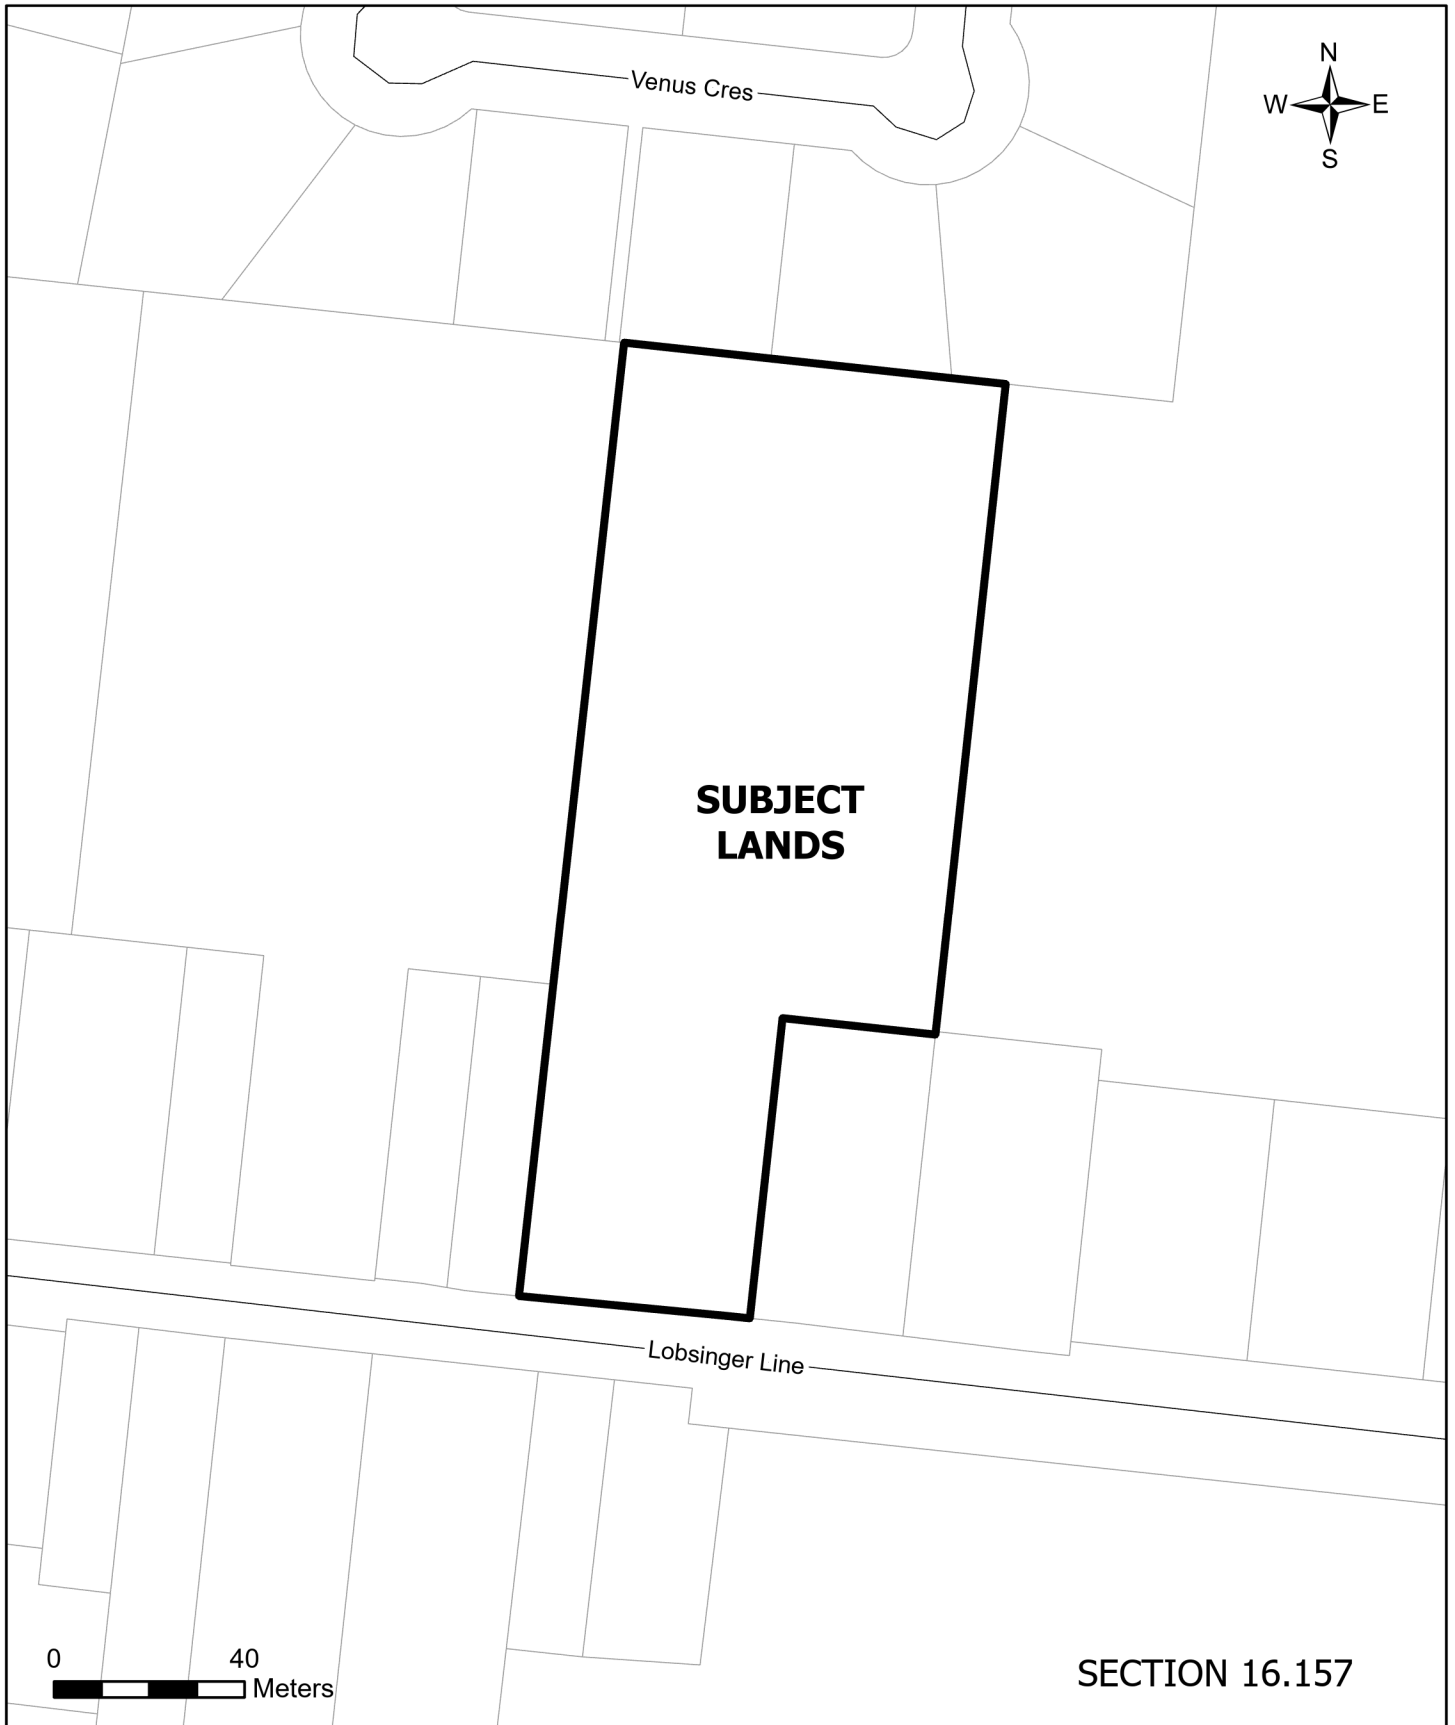 Venus Cres
N
W E
S
SUBJECT
LANDS
Lobsinger Line
0 40
Meters
SECTION 16.157